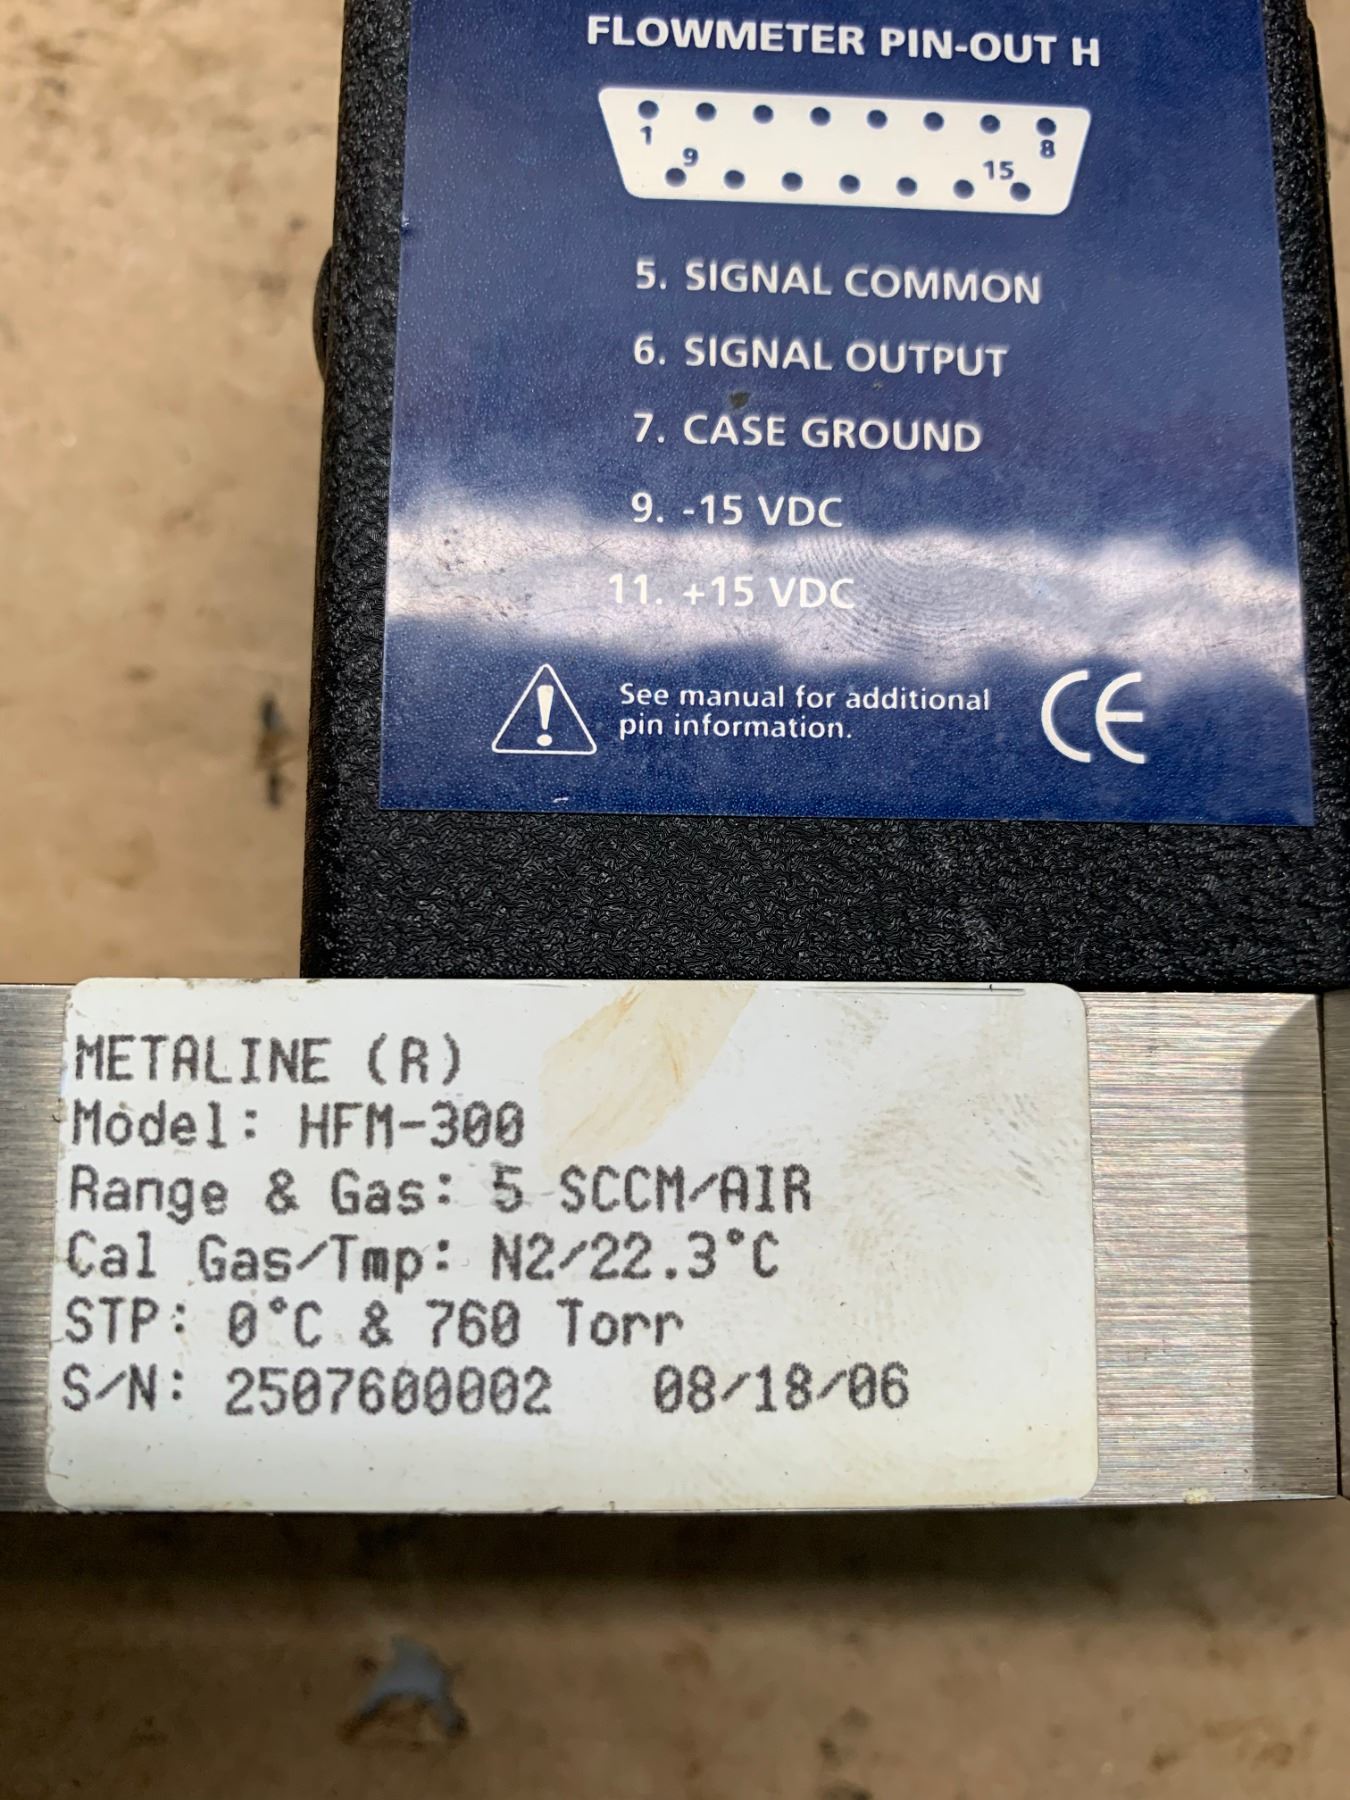 FLOWMETER PIN-OUT H
1 8
9 15
5. SIGNAL COMMON
6. SIGNAL OUTPUT
7. CASE GROUND
9. -15 VDC
11. +15 VDC
See manual for additional
pin information.
CE
METALINE (R)
Model: HFM-300
Range & Gas: 5 SCCM/AIR
Cal Gas/Tmp: N2/22.3°C
STP: 0°C & 760 Torr
S/N: 2507600002 08/18/06